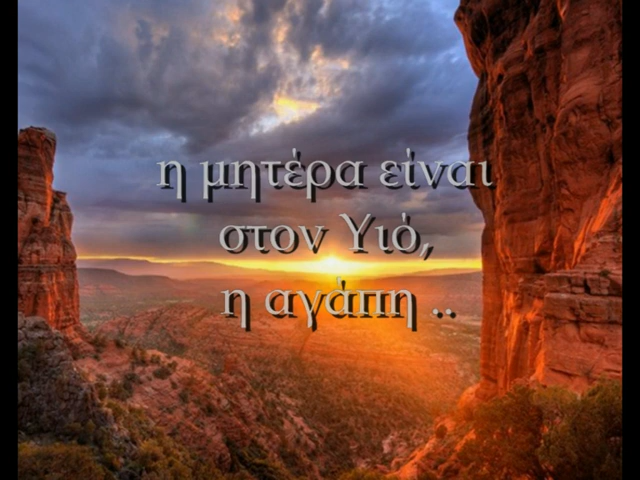 η μητέρα είναι
στον Υιό,
η αγάπη ..